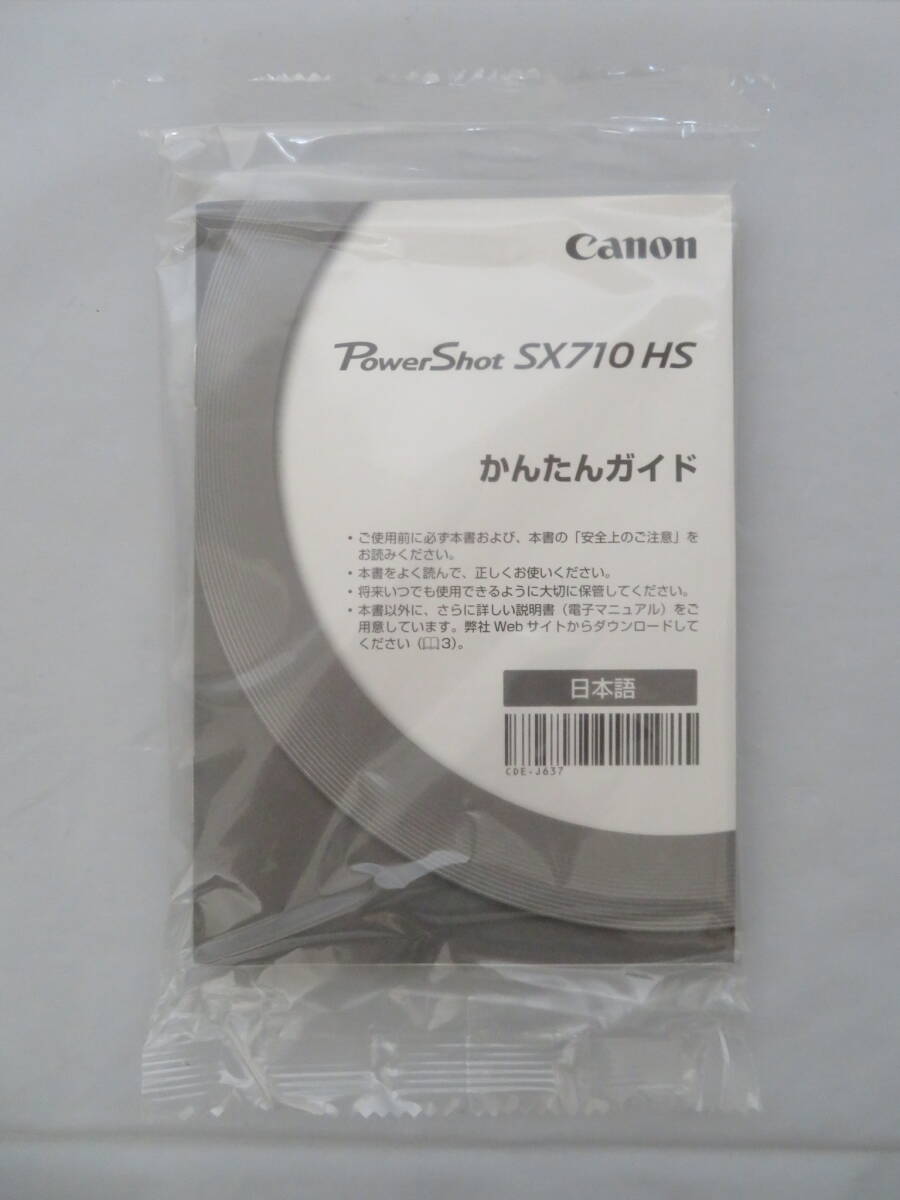 Canon
PowerShot SX710 HS
かんたんガイド
・ご使用前に必ず本書および、本書の「安全上のご注意」を
お読みください。
・本書をよく読んで、正しくお使いください。
・将来いつでも使用できるように大切に保管してください。
・本書以外に、さらに詳しい説明書（電子マニュアル）をご
用意しています。弊社 Web サイトからダウンロードして
ください（📖3）。
日本語
CDE-J637